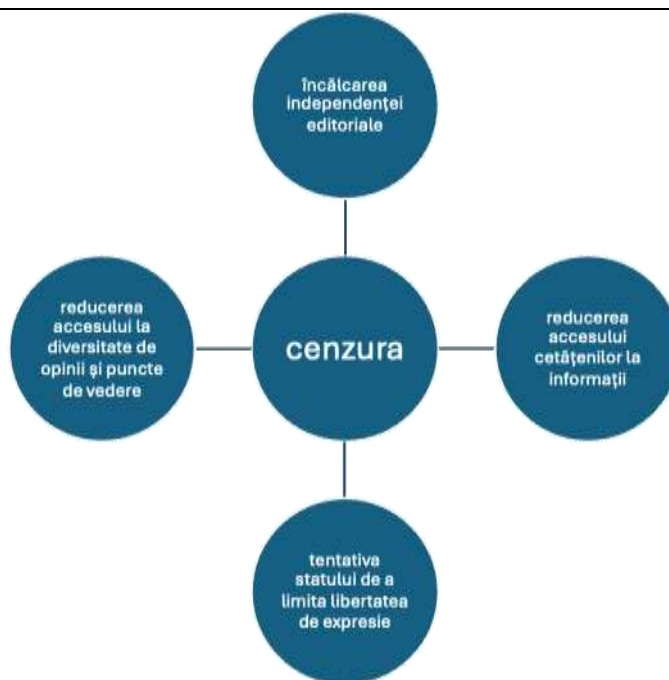 încălcarea
independenței
editoriale
reducerea
accesului la
diversitate de
opinii și puncte
de vedere
cenzura
reducerea
accesului
cetățenilor la
informații
tentativa
statului de a
limita libertatea
de expresie